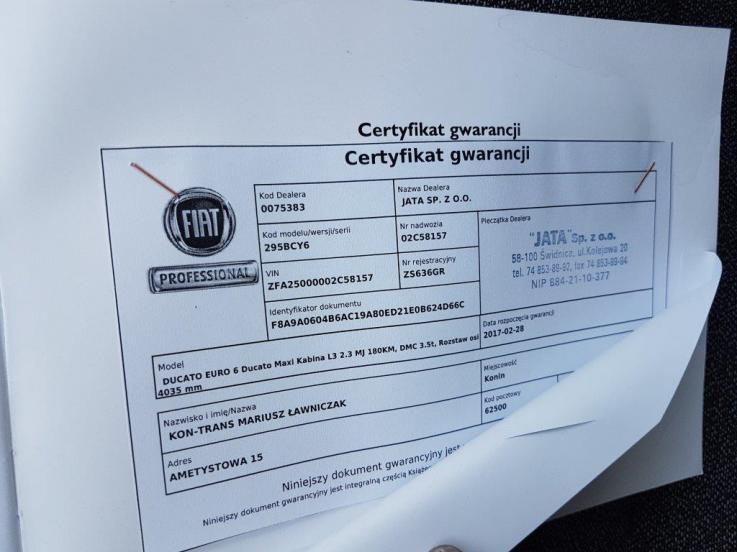 Certyfikat gwarancji
Certyfikat gwarancji
FIAT
PROFESSIONAL
Kod Dealera
0075383
Nazwa Dealera
JATA SP. Z O.O.
Kod modelu/wersji/serii
295BCY6
Nr nadwozia
02C58157
Pieczątka Dealera
"JATA" Sp. z o.o.
58-100 Świdnica, ul. Kolejowa 20
tel. 74 853-89-92, fax 74 853-89-94
NIP 884-21-10-377
VIN
ZFA25000002C58157
Nr rejestracyjny
ZS636GR
Identyfikator dokumentu
F8A9A0604B6AC19A80ED21E0B624D66C
Data rozpoczęcia gwarancji
2017-02-28
Model
DUCATO EURO 6 Ducato Maxi Kabina L3 2.3 MJ 180KM, DMC 3.5t, Rozstaw osi
4035 mm
Nazwisko i imię/Nazwa
KON-TRANS MARIUSZ ŁAWNICZAK
Miejscowość
Konin
Adres
AMETYSTOWA 15
Kod pocztowy
62500
Niniejszy dokument gwarancyjny jest
Niniejszy dokument gwarancyjny jest integralną częścią